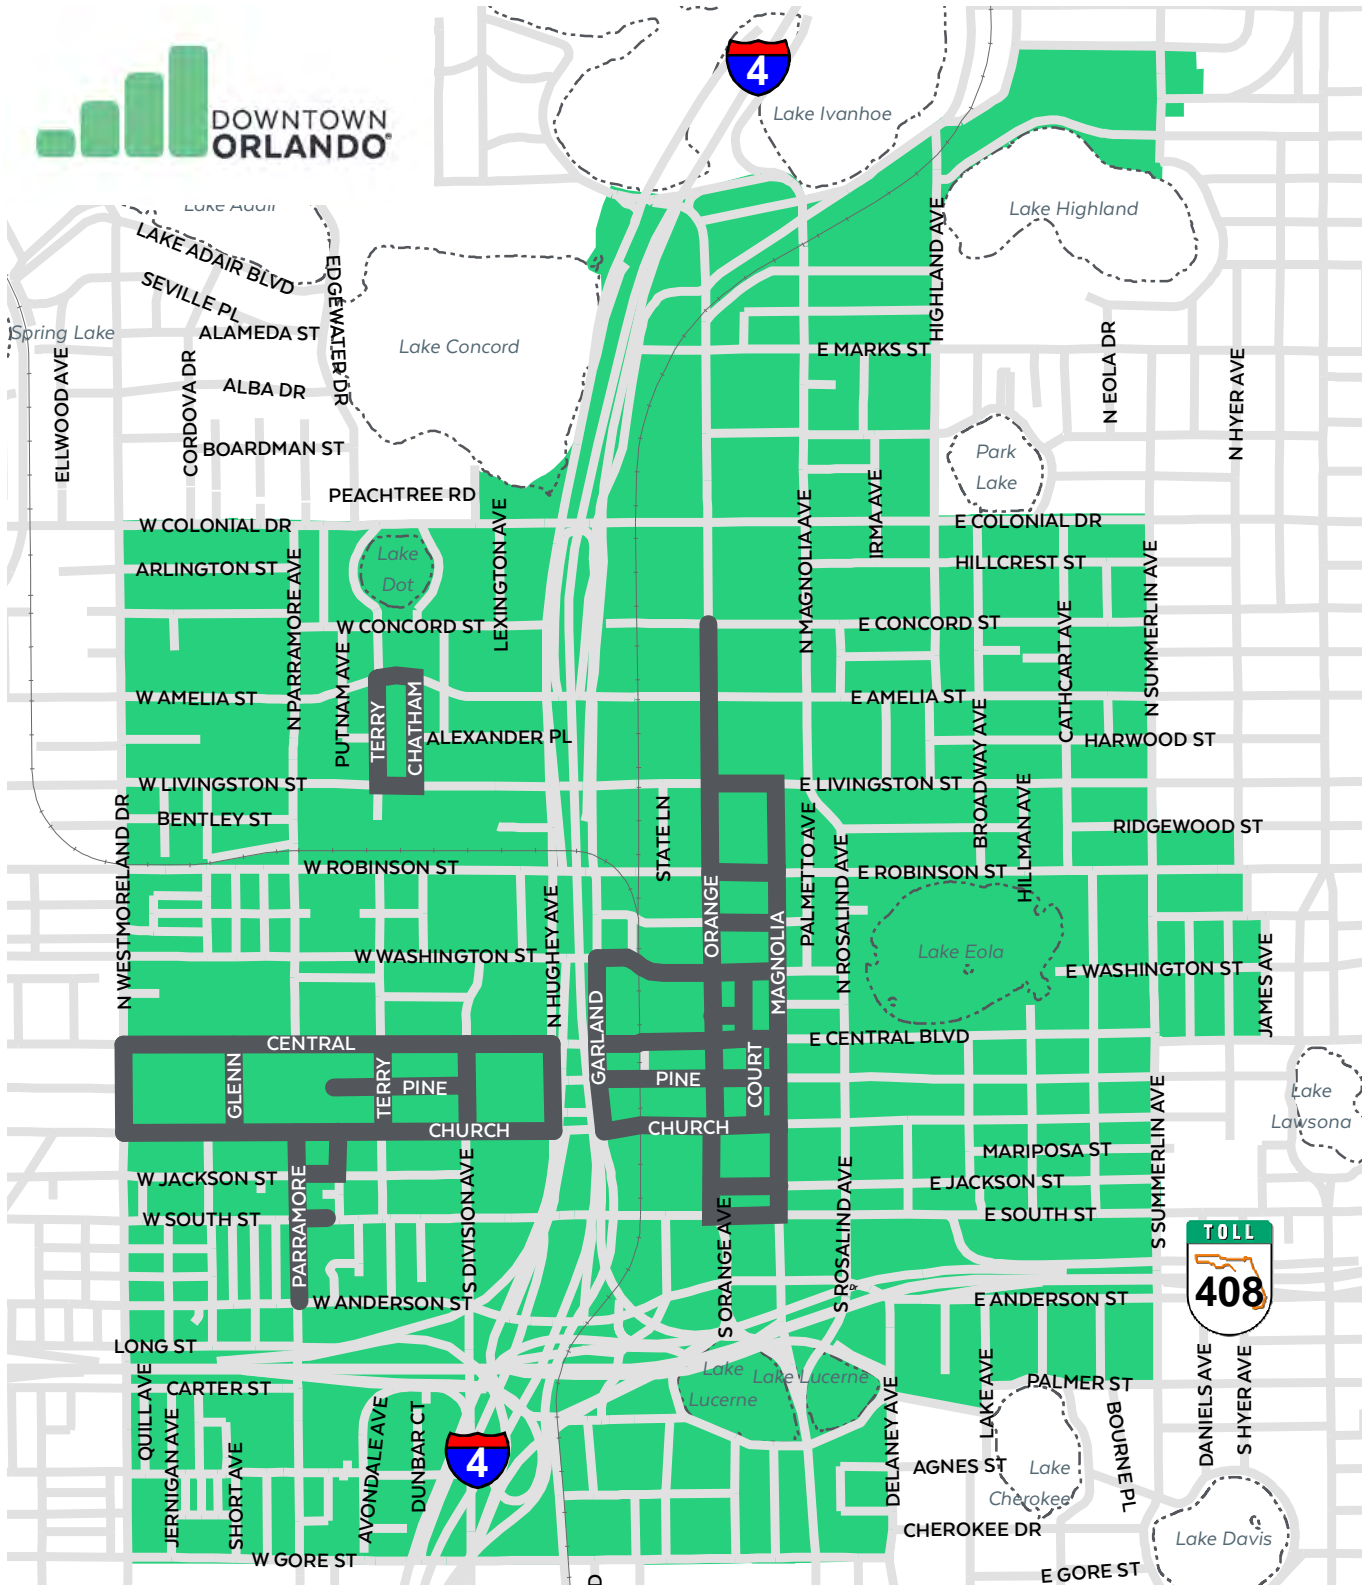 4
Lake Ivanhoe
DOWNTOWN
ORLANDO®
Lake Adair
Lake Highland
LAKE ADAIR BLVD
HIGHLAND AVE
SEVILLE PL
EDGEWATER DR
Spring Lake
ALAMEDA ST
Lake Concord
E MARKS ST
N EOLA DR
ELLWOOD AVE
CORDOVA DR
ALBA DR
N HYER AVE
BOARDMAN ST
Park
Lake
PEACHTREE RD
LEXINGTON AVE
N MAGNOLIA AVE
IRMA AVE
W COLONIAL DR
E COLONIAL DR
Lake
Dot
ARLINGTON ST
N PARRAMORE AVE
HILLCREST ST
N SUMMERLIN AVE
W CONCORD ST
E CONCORD ST
CATHCART AVE
PUTNAM AVE
W AMELIA ST
E AMELIA ST
TERRY
CHATHAM
ALEXANDER PL
BROADWAY AVE
HARWOOD ST
W LIVINGSTON ST
E LIVINGSTON ST
N WESTMORELAND DR
BENTLEY ST
STATE LN
PALMETTO AVE
HILLMAN AVE
RIDGEWOOD ST
W ROBINSON ST
E ROBINSON ST
N ROSALIND AVE
ORANGE
MAGNOLIA
N HUGHEY AVE
W WASHINGTON ST
Lake Eola
E WASHINGTON ST
JAMES AVE
GARLAND
CENTRAL
E CENTRAL BLVD
GLENN
TERRY
PINE
PINE
COURT
Lake
Lawsona
CHURCH
CHURCH
S SUMMERLIN AVE
MARIPOSA ST
W JACKSON ST
E JACKSON ST
PARRAMORE
S DIVISION AVE
S ORANGE AVE
S ROSALIND AVE
W SOUTH ST
E SOUTH ST
TOLL
408
W ANDERSON ST
E ANDERSON ST
LONG ST
Lake
Lucerne
Lake Lucerne
CARTER ST
QUILL AVE
LAKE AVE
PALMER ST
DANIELS AVE
S HYER AVE
JERNIGAN AVE
SHORT AVE
AVONDALE AVE
DUNBAR CT
4
DELANEY AVE
AGNES ST
Lake
Cherokee
BOURNE PL
CHEROKEE DR
Lake Davis
W GORE ST
E GORE ST